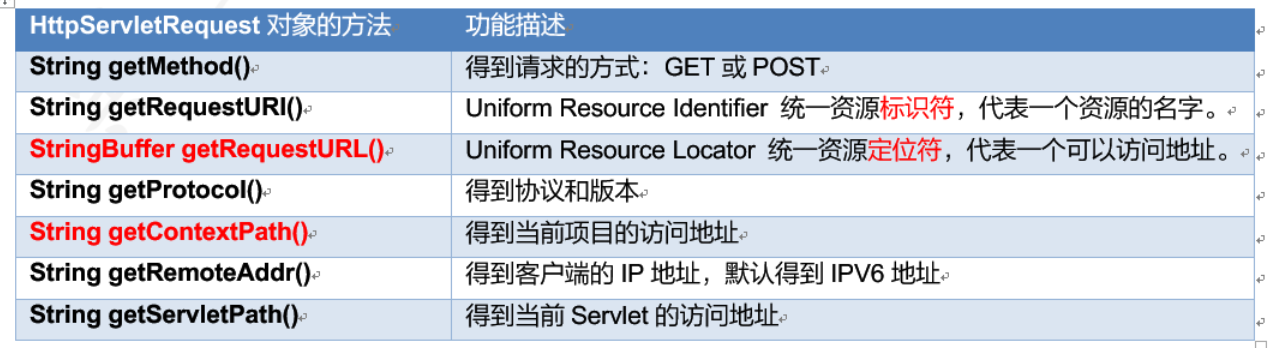 HttpServletRequest 对象的方法 功能描述
String getMethod() 得到请求的方式：GET 或 POST
String getRequestURI() Uniform Resource Identifier 统一资源标识符，代表一个资源的名字。
StringBuffer getRequestURL() Uniform Resource Locator 统一资源定位符，代表一个可以访问地址。
String getProtocol() 得到协议和版本
String getContextPath() 得到当前项目的访问地址
String getRemoteAddr() 得到客户端的 IP 地址，默认得到 IPV6 地址
String getServletPath() 得到当前 Servlet 的访问地址